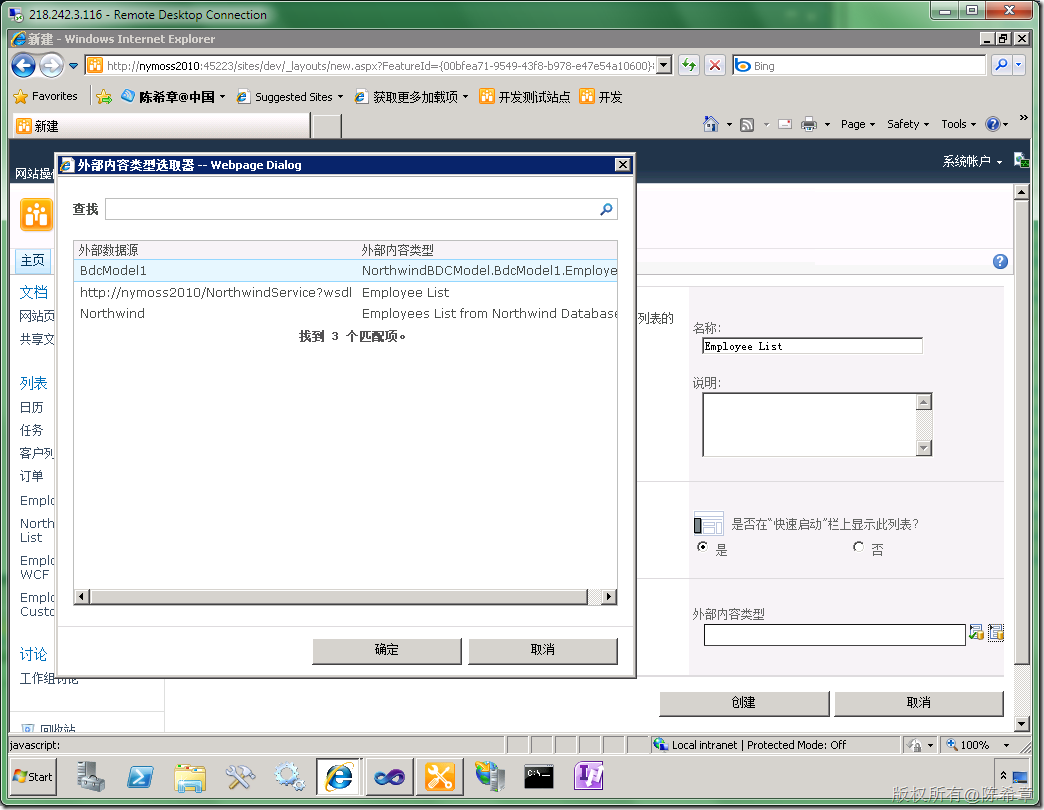 218.242.3.116 - Remote Desktop Connection
新建 - Windows Internet Explorer
http://nymoss2010:45223/sites/dev/_layouts/new.aspx?FeatureId={00bfea71-9549-43f8-b978-e47e54a10600}
Bing
Favorites
陈希章@中国
Suggested Sites
获取更多加载项
开发测试站点
开发
新建
Page
Safety
Tools
网站操
系统帐户
外部内容类型选取器 -- Webpage Dialog
查找
外部数据源 外部内容类型
BdcModel1 NorthwindBDCModel.BdcModel1.Employe
http://nymoss2010/NorthwindService?wsdl Employee List
Northwind Employees List from Northwind Database
找到 3 个匹配项。
确定
取消
主页
文档
网站页
共享文
列表
日历
任务
客户列
订单
Emplo
North
List
Emplo
WCF
Emplo
Custo
讨论
工作组讨论
回收站
列表的
名称:
Employee List
说明:
是否在“快速启动”栏上显示此列表?
是
否
外部内容类型
创建
取消
javascript:
Local intranet | Protected Mode: Off
100%
Start
版权所有@陈希章